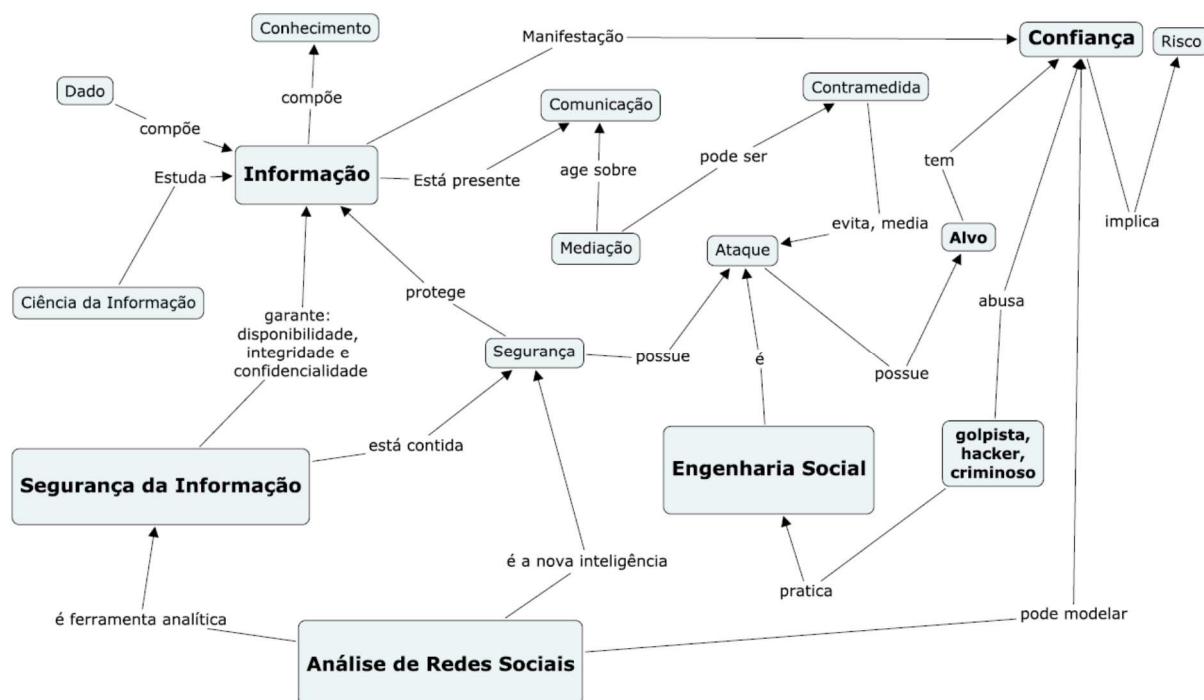 Conhecimento
Manifestação
Confiança
Risco
Dado
compõe
Comunicação
Contramedida
compõe
Informação
Está presente
age sobre
pode ser
tem
Estuda
implica
evita, media
Alvo
Mediação
Ataque
Ciência da Informação
protege
abusa
garante:
disponibilidade,
integridade e
confidencialidade
Segurança
possue
é
possue
está contida
golpista,
hacker,
criminoso
Engenharia Social
Segurança da Informação
é a nova inteligência
pratica
é ferramenta analítica
pode modelar
Análise de Redes Sociais